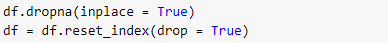 df.dropna(inplace = True)
df = df.reset_index(drop = True)